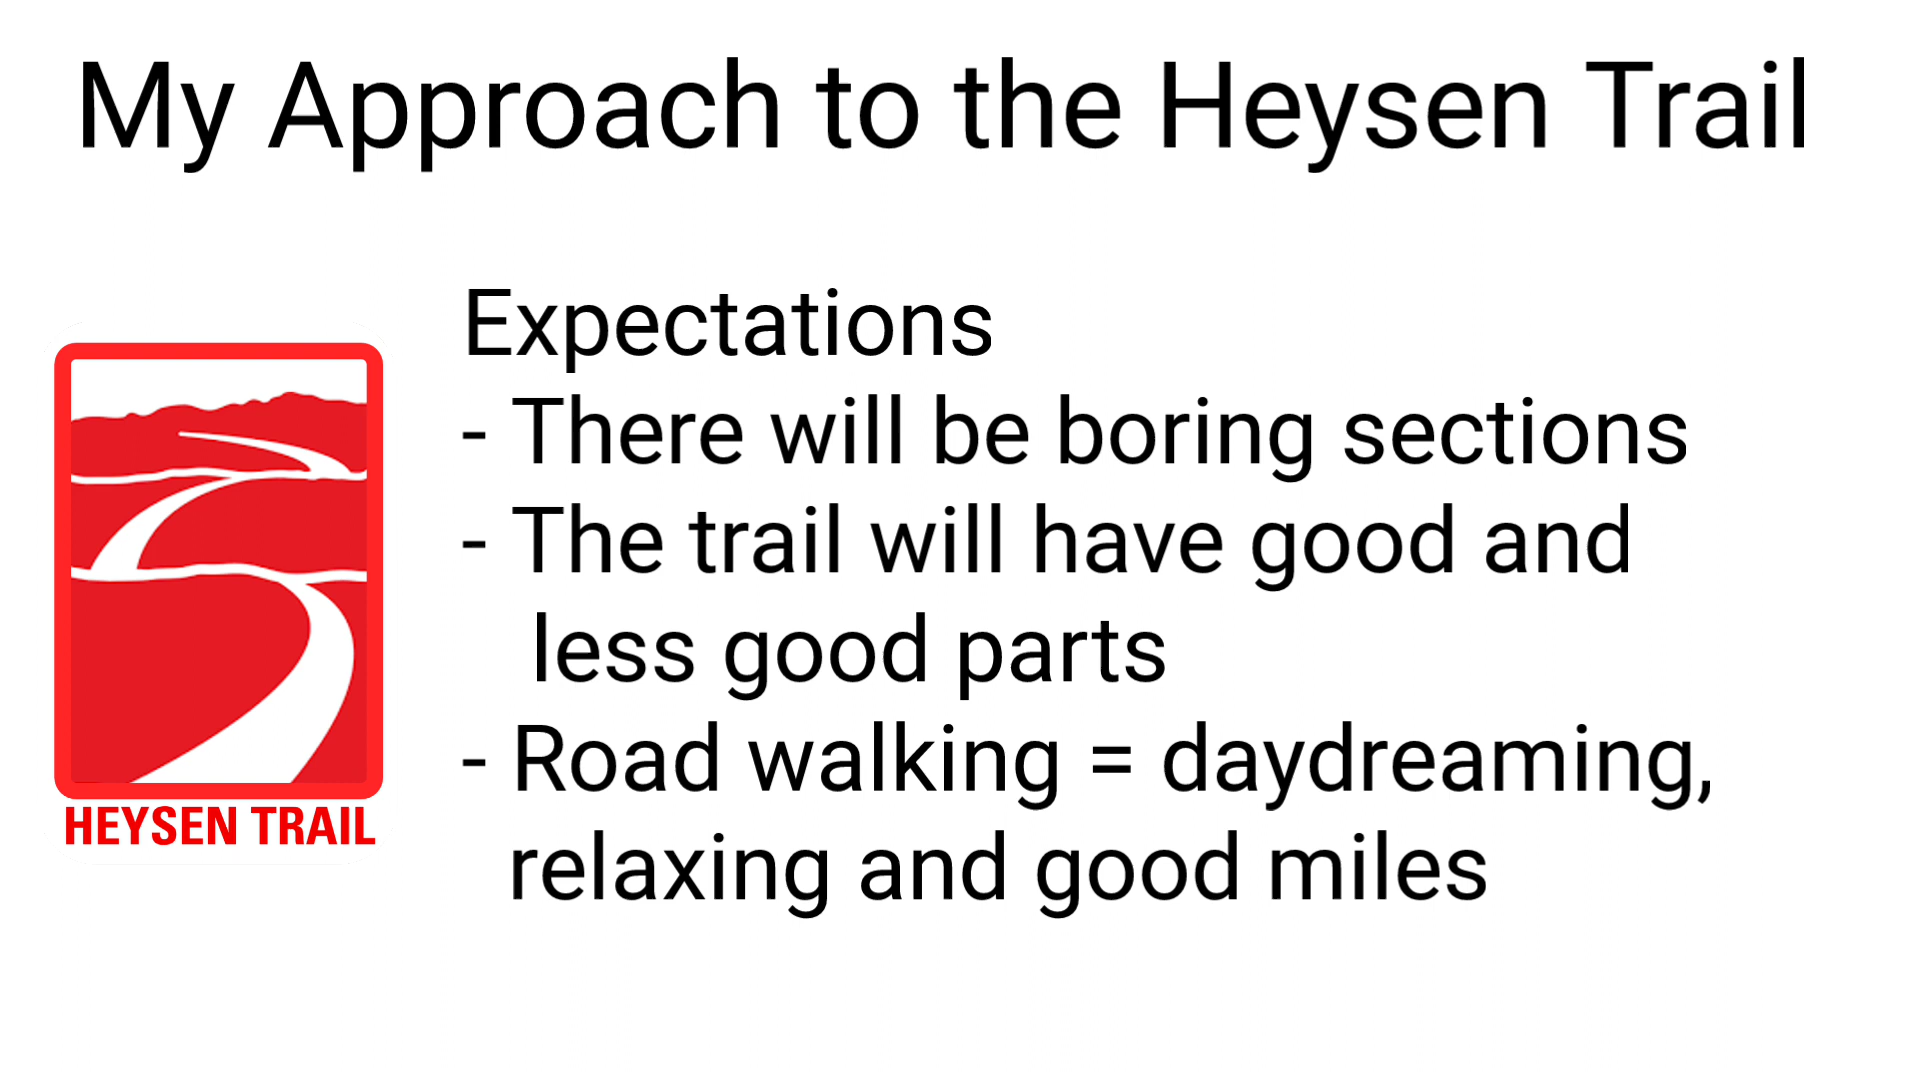 My Approach to the Heysen Trail
Expectations
- There will be boring sections
- The trail will have good and
less good parts
- Road walking = daydreaming,
relaxing and good miles
HEYSEN TRAIL